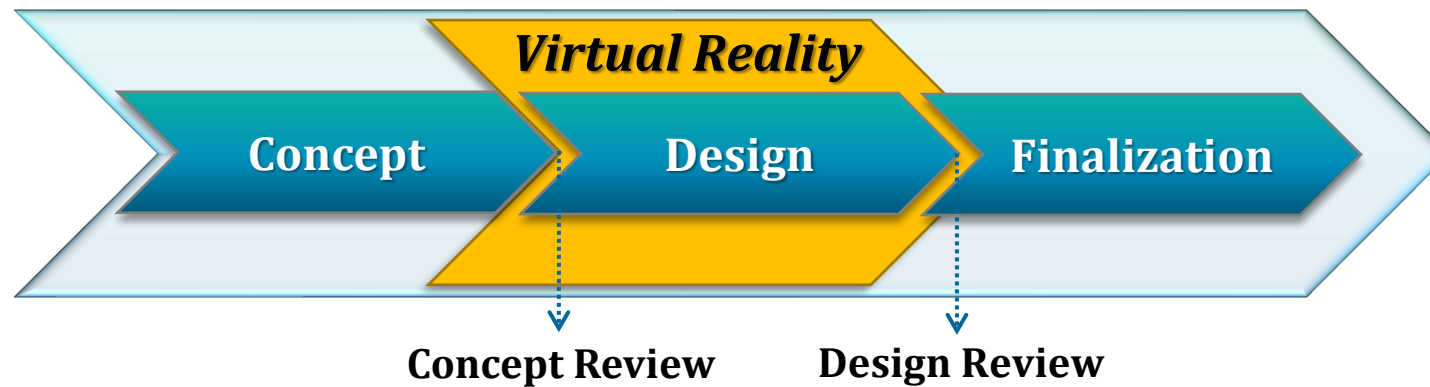 Virtual Reality
Concept
Design
Finalization
Concept Review
Design Review